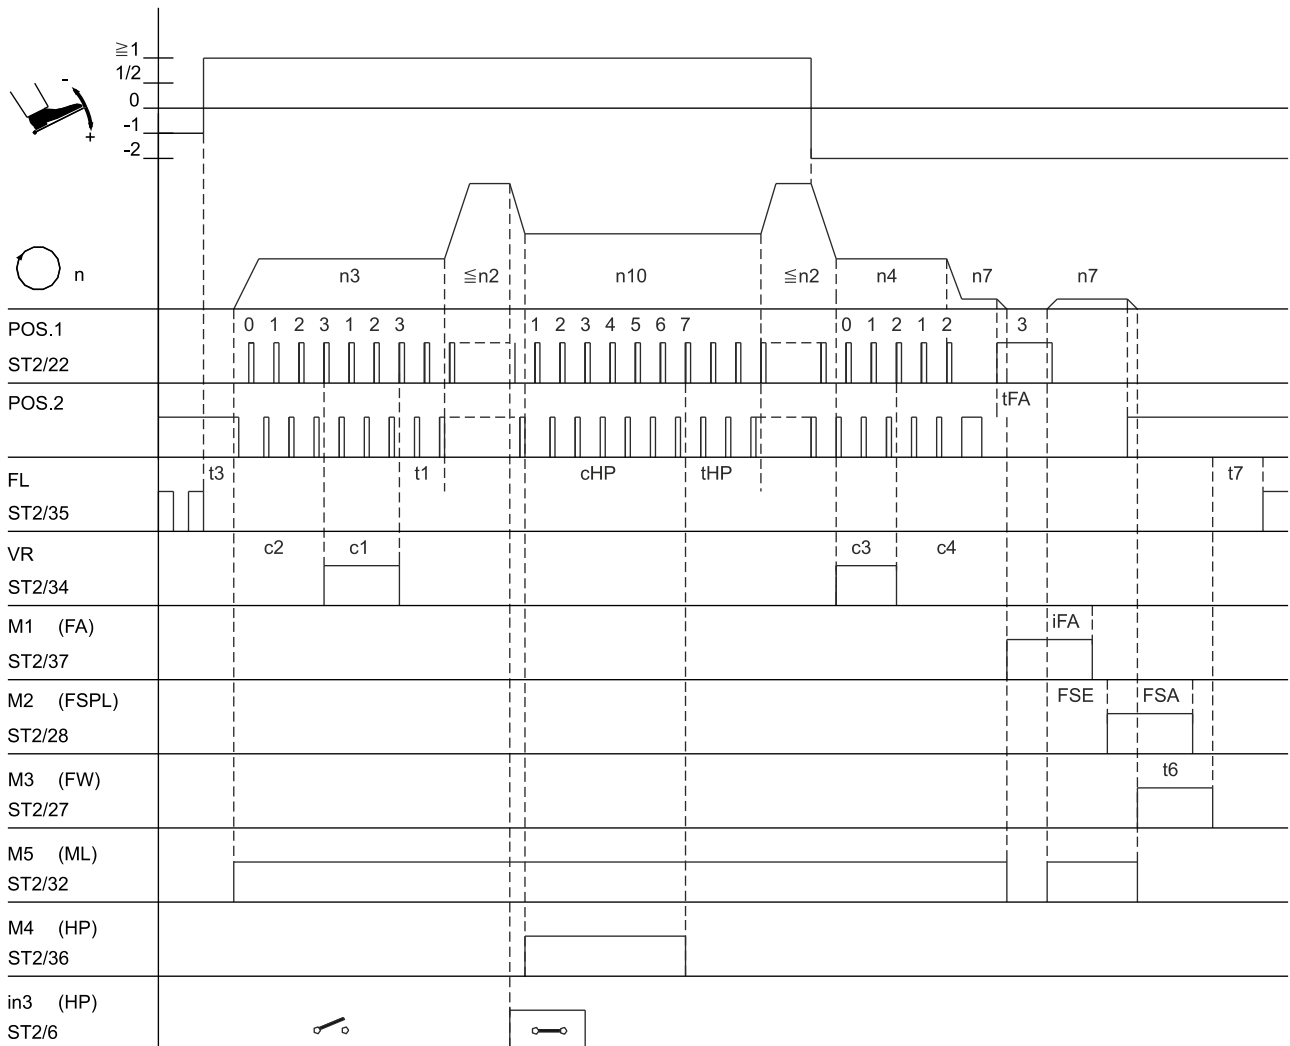 ≧1
1/2
0
-1
-2
-
+
n
n3
≦n2
n10
≦n2
n4
n7
n7
POS.1
0 1 2 3 1 2 3
1 2 3 4 5 6 7
0 1 2 1 2
3
ST2/22
POS.2
tFA
FL
t3
t1
cHP
tHP
t7
ST2/35
VR
c2
c1
c3
c4
ST2/34
M1 (FA)
iFA
ST2/37
M2 (FSPL)
FSE
FSA
ST2/28
M3 (FW)
t6
ST2/27
M5 (ML)
ST2/32
M4 (HP)
ST2/36
in3 (HP)
ST2/6